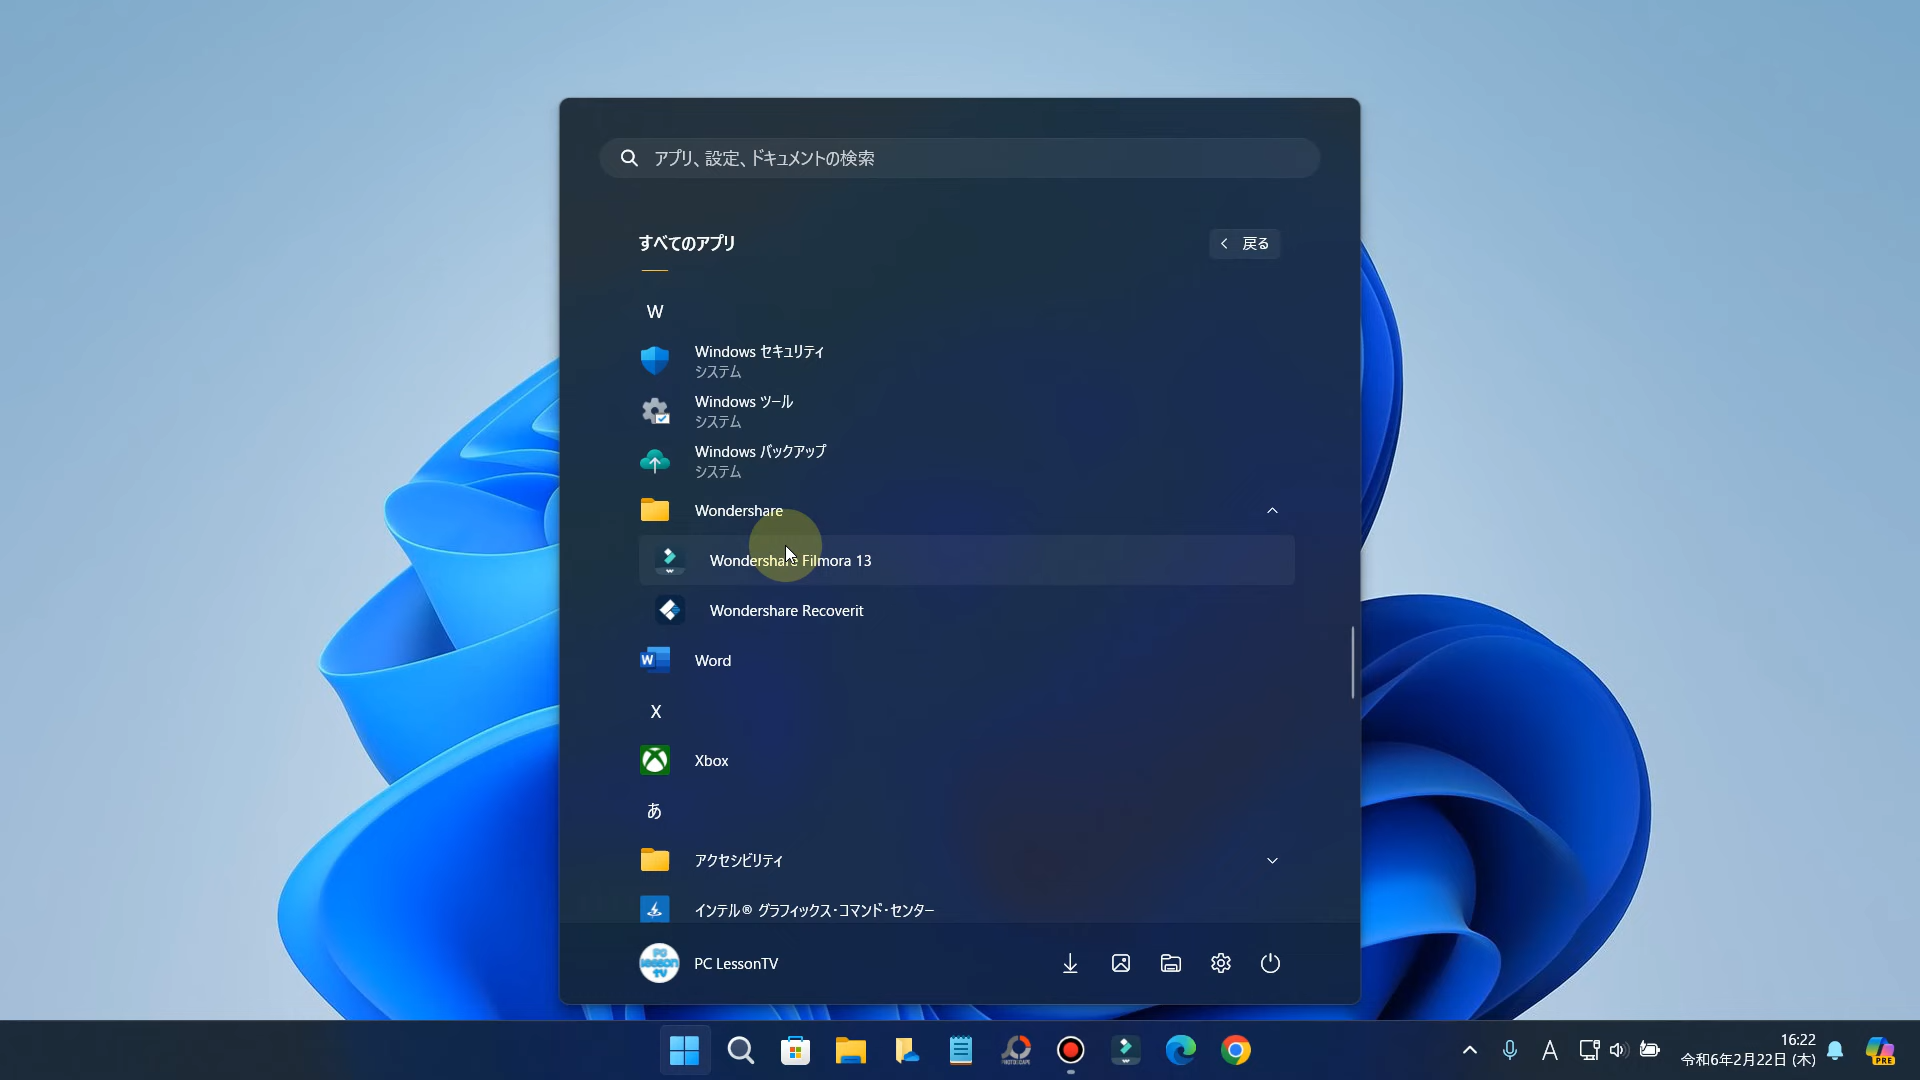 アプリ、設定、ドキュメントの検索
すべてのアプリ
戻る
W
Windows セキュリティ
システム
Windows ツール
システム
Windows バックアップ
システム
Wondershare
Wondershare Filmora 13
Wondershare Recoverit
W
Word
X
Xbox
あ
アクセシビリティ
インテル® グラフィックス・コマンド・センター
PC
Lesson
TV
PC LessonTV
PHOTOSCAPE
A
16:22
令和6年2月22日 (木)
PRE